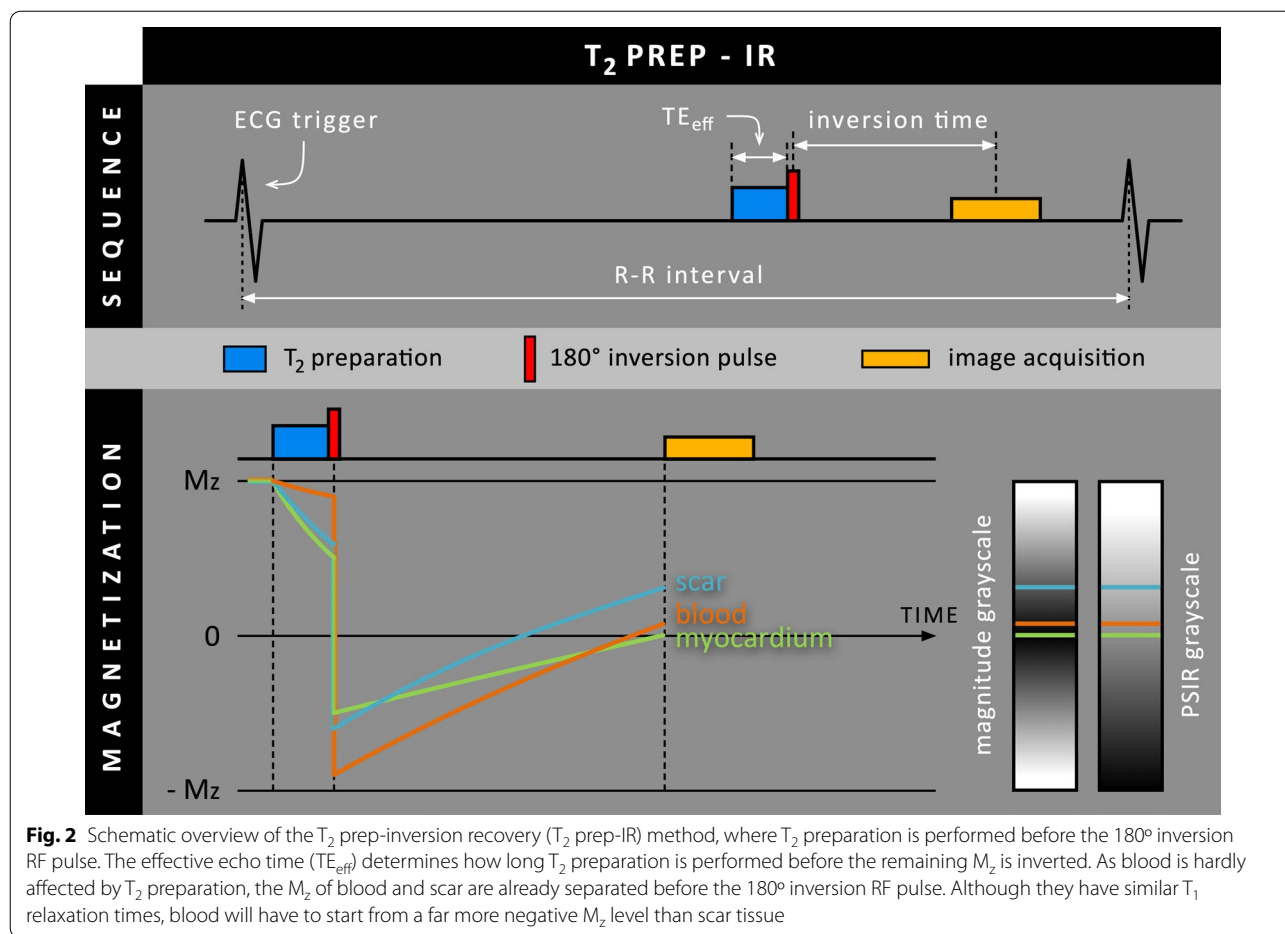 T₂ PREP - IR
SEQUENCE
ECG trigger
TEeff
inversion time
R-R interval
T₂ preparation
180° inversion pulse
image acquisition
MAGNETIZATION
Mz
0
- Mz
scar
blood
myocardium
TIME
magnitude grayscale
PSIR grayscale
Fig. 2 Schematic overview of the T₂ prep-inversion recovery (T₂ prep-IR) method, where T₂ preparation is performed before the 180º inversion
RF pulse. The effective echo time (TEeff) determines how long T₂ preparation is performed before the remaining Mz is inverted. As blood is hardly
affected by T₂ preparation, the Mz of blood and scar are already separated before the 180º inversion RF pulse. Although they have similar T₁
relaxation times, blood will have to start from a far more negative Mz level than scar tissue